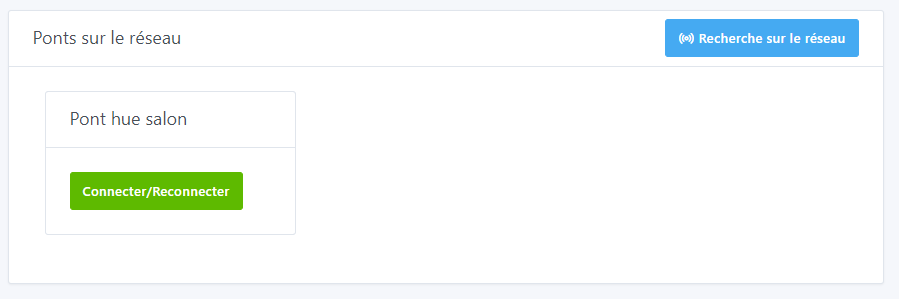 Ponts sur le réseau
Recherche sur le réseau
Pont hue salon
Connecter/Reconnecter